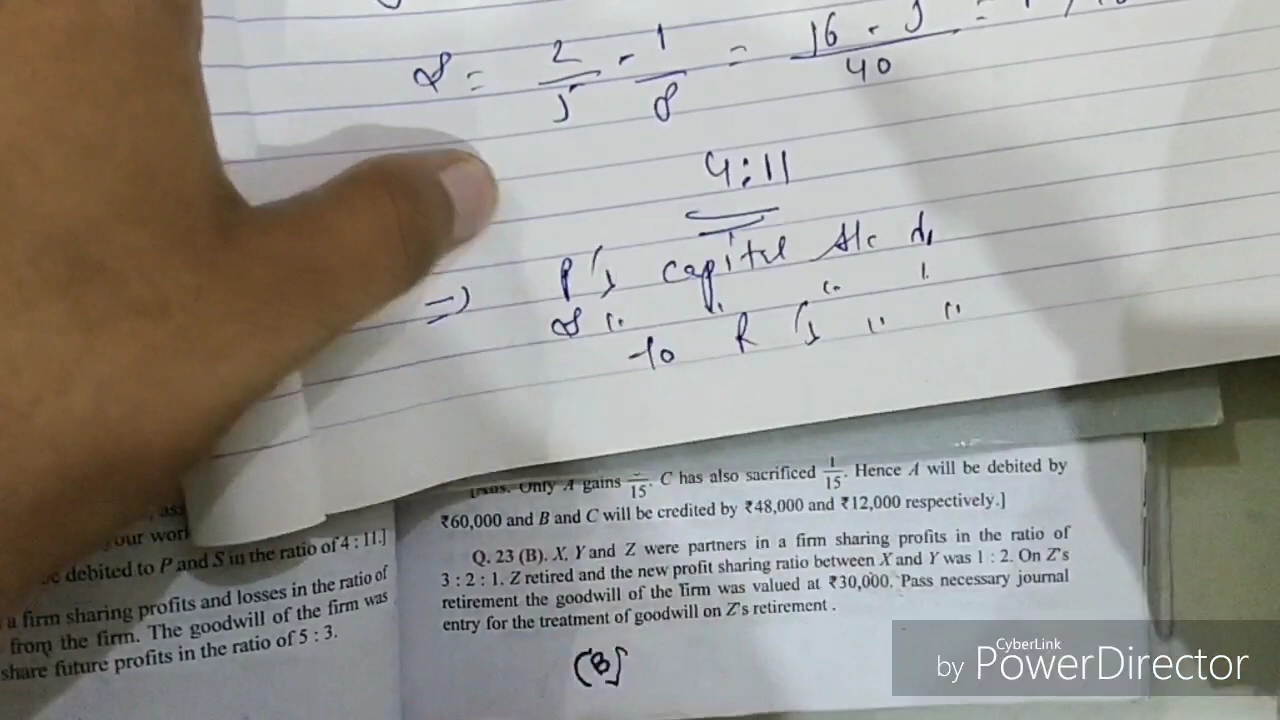 S = 2/5 - 1/8 = 16 - 5/40 =
4:11
=) P's capital A/c
S " " " "
to R's " "
15. C has also sacrificed 1/15. Hence A will be debited by
[Ans. Only A gains
₹60,000 and B and C will be credited by ₹48,000 and ₹12,000 respectively.]
Q. 23 (B). X, Y and Z were partners in a firm sharing profits in the ratio of
3 : 2 : 1. Z retired and the new profit sharing ratio between X and Y was 1 : 2. On Z's
retirement the goodwill of the firm was valued at ₹30,000. Pass necessary journal
entry for the treatment of goodwill on Z's retirement.
(B)
debited to P and S in the ratio of 4 : 11.]
a firm sharing profits and losses in the ratio of
from the firm. The goodwill of the firm was
share future profits in the ratio of 5 : 3.
CyberLink
by PowerDirector